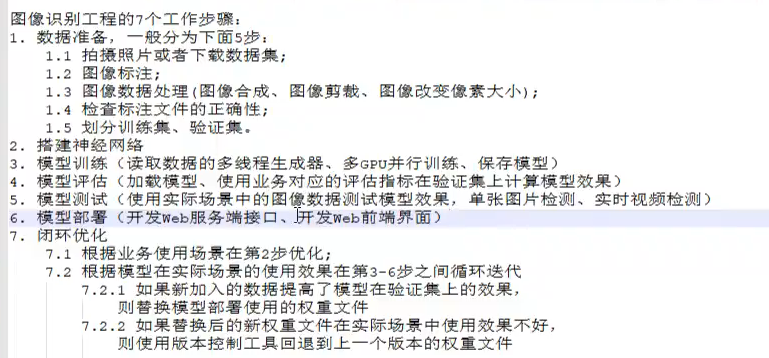 图像识别工程的7个工作步骤：
1. 数据准备，一般分为下面5步：
1.1 拍摄照片或者下载数据集；
1.2 图像标注；
1.3 图像数据处理(图像合成、图像剪裁、图像改变像素大小)；
1.4 检查标注文件的正确性；
1.5 划分训练集、验证集。
2. 搭建神经网络
3. 模型训练（读取数据的多线程生成器、多GPU并行训练、保存模型）
4. 模型评估（加载模型、使用业务对应的评估指标在验证集上计算模型效果）
5. 模型测试（使用实际场景中的图像数据测试模型效果，单张图片检测、实时视频检测）
6. 模型部署（开发Web服务端接口、开发Web前端界面）
7. 闭环优化
7.1 根据业务使用场景在第2步优化；
7.2 根据模型在实际场景的使用效果在第3-6步之间循环迭代
7.2.1 如果新加入的数据提高了模型在验证集上的效果，
则替换模型部署使用的权重文件
7.2.2 如果替换后的新权重文件在实际场景中使用效果不好，
则使用版本控制工具回退到上一个版本的权重文件